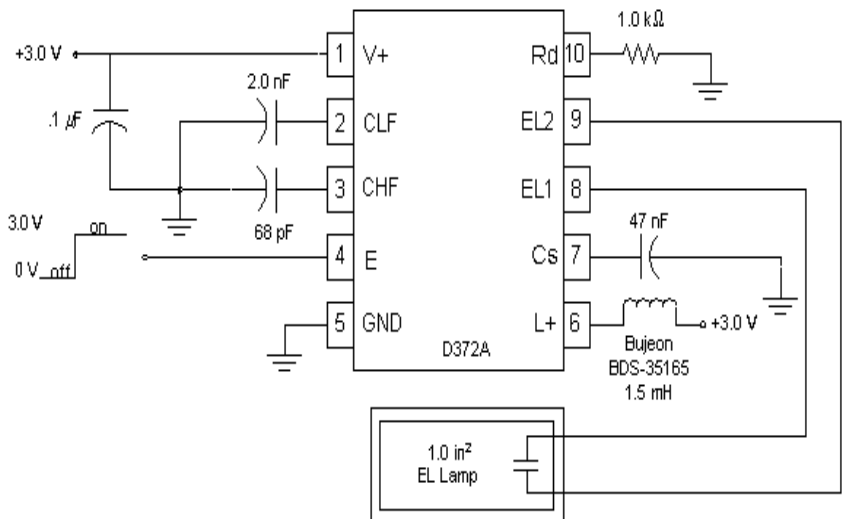 1.0 kΩ
+3.0 V
1
V+
Rd
10
2.0 nF
.1 µF
2
CLF
EL2
9
3
CHF
EL1
8
68 pF
3.0 V
on
0 V
off
4
E
47 nF
Cs
7
5
GND
L+
6
+3.0 V
D372A
Bujeon
BDS-35165
1.5 mH
1.0 in²
EL Lamp